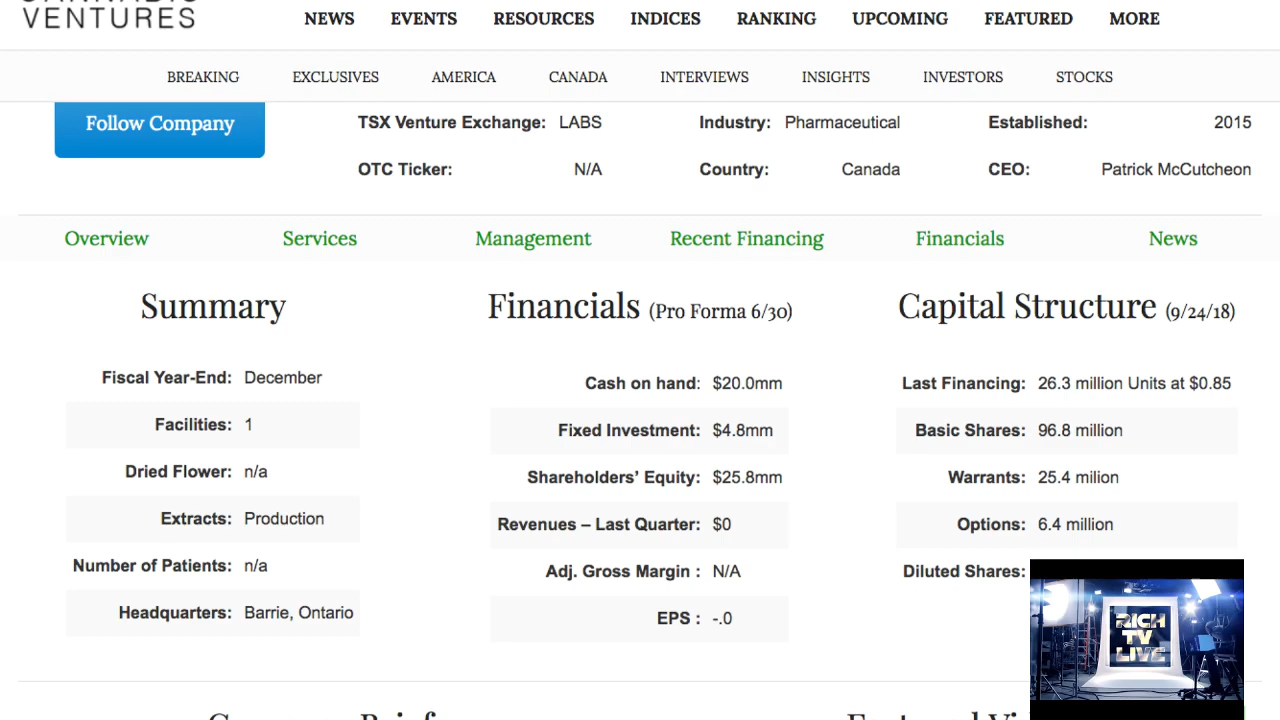 VENTURES
NEWS EVENTS RESOURCES INDICES RANKING UPCOMING FEATURED MORE
BREAKING EXCLUSIVES AMERICA CANADA INTERVIEWS INSIGHTS INVESTORS STOCKS
Follow Company
TSX Venture Exchange: LABS Industry: Pharmaceutical Established: 2015
OTC Ticker: N/A Country: Canada CEO: Patrick McCutcheon
Overview Services Management Recent Financing Financials News
Summary
Fiscal Year-End: December
Facilities: 1
Dried Flower: n/a
Extracts: Production
Number of Patients: n/a
Headquarters: Barrie, Ontario
Financials (Pro Forma 6/30)
Cash on hand: $20.0mm
Fixed Investment: $4.8mm
Shareholders’ Equity: $25.8mm
Revenues – Last Quarter: $0
Adj. Gross Margin : N/A
EPS : -.0
Capital Structure (9/24/18)
Last Financing: 26.3 million Units at $0.85
Basic Shares: 96.8 million
Warrants: 25.4 milion
Options: 6.4 million
Diluted Shares:
RICH
TV
LIVE